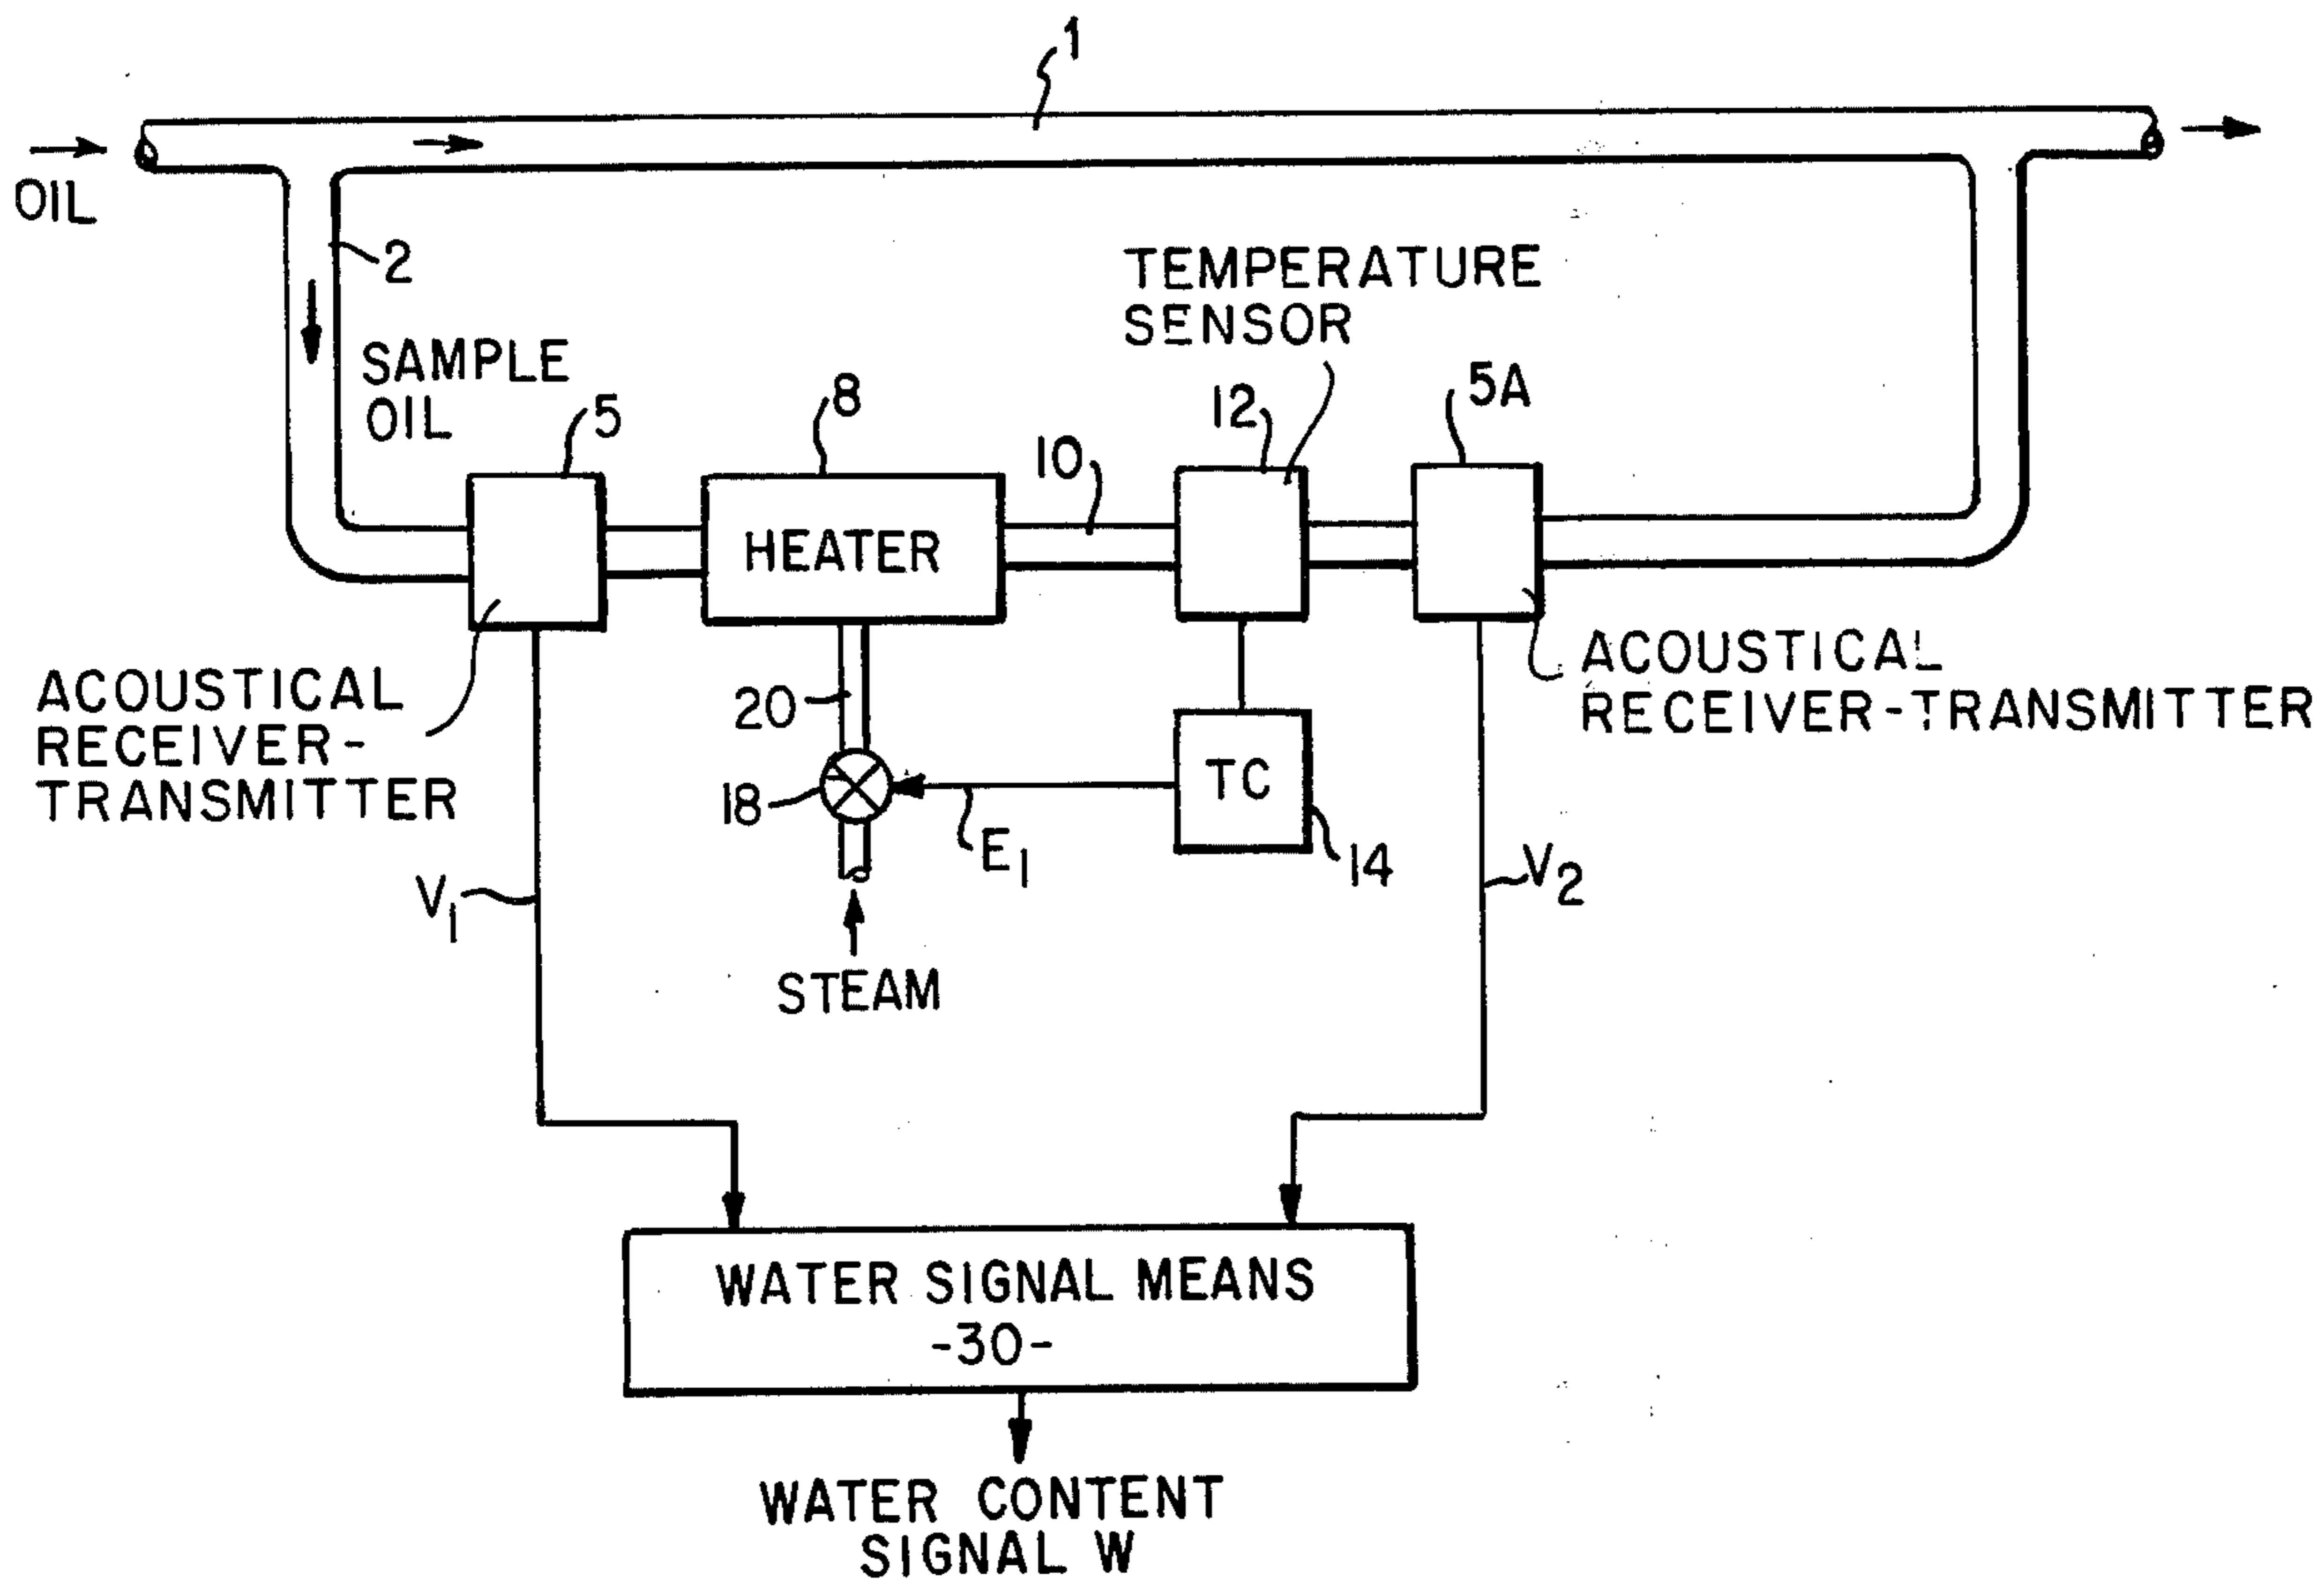 1
OIL
2
TEMPERATURE
SENSOR
SAMPLE
OIL
5
8
10
12
5A
HEATER
ACOUSTICAL
RECEIVER-
TRANSMITTER
20
18
TC
14
ACOUSTICAL
RECEIVER-TRANSMITTER
E1
V1
V2
STEAM
WATER SIGNAL MEANS
-30-
WATER CONTENT
SIGNAL W